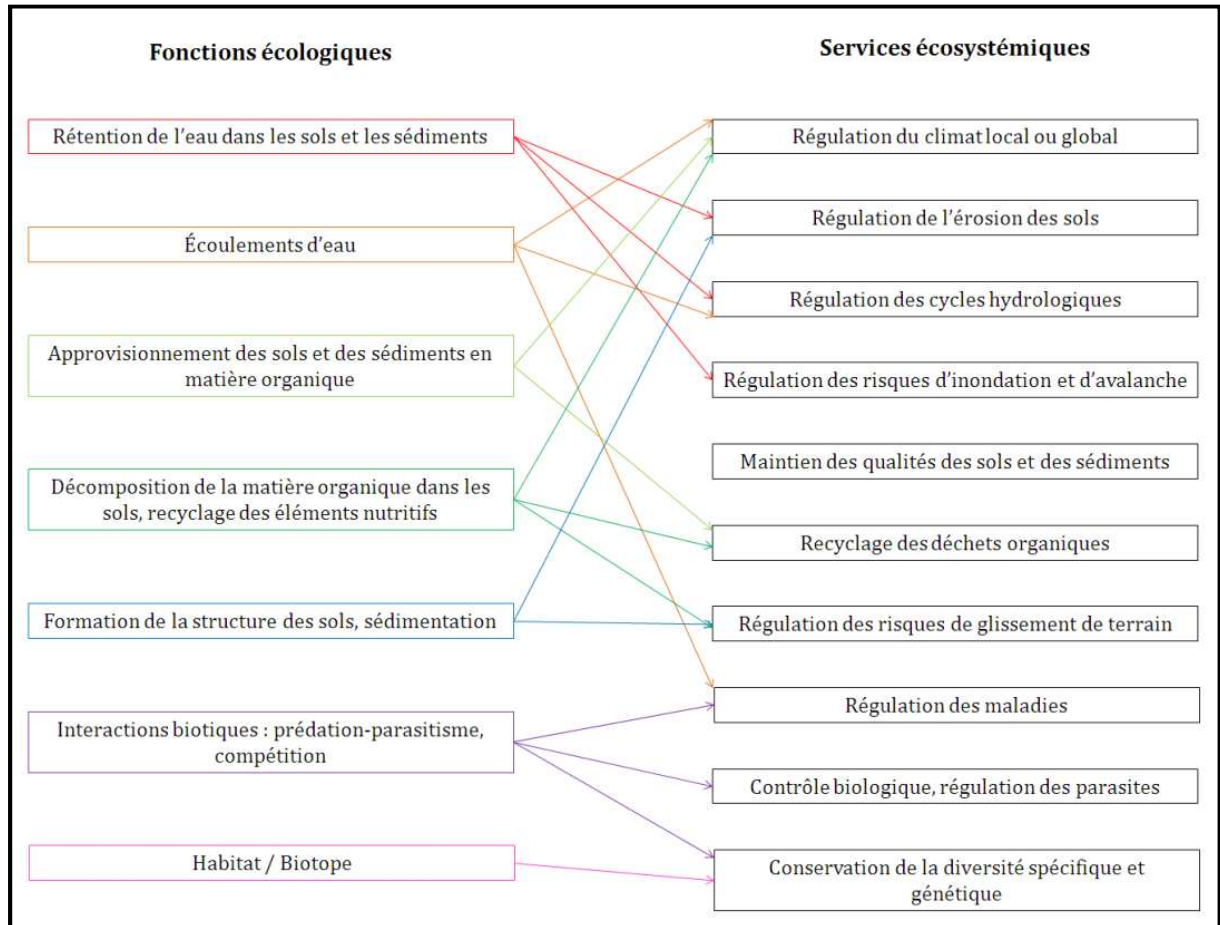 Fonctions écologiques
Rétention de l'eau dans les sols et les sédiments
Écoulements d'eau
Approvisionnement des sols et des sédiments en
matière organique
Décomposition de la matière organique dans les
sols, recyclage des éléments nutritifs
Formation de la structure des sols, sédimentation
Interactions biotiques : prédation-parasitisme,
compétition
Habitat / Biotope
Services écosystémiques
Régulation du climat local ou global
Régulation de l'érosion des sols
Régulation des cycles hydrologiques
Régulation des risques d'inondation et d'avalanche
Maintien des qualités des sols et des sédiments
Recyclage des déchets organiques
Régulation des risques de glissement de terrain
Régulation des maladies
Contrôle biologique, régulation des parasites
Conservation de la diversité spécifique et
génétique